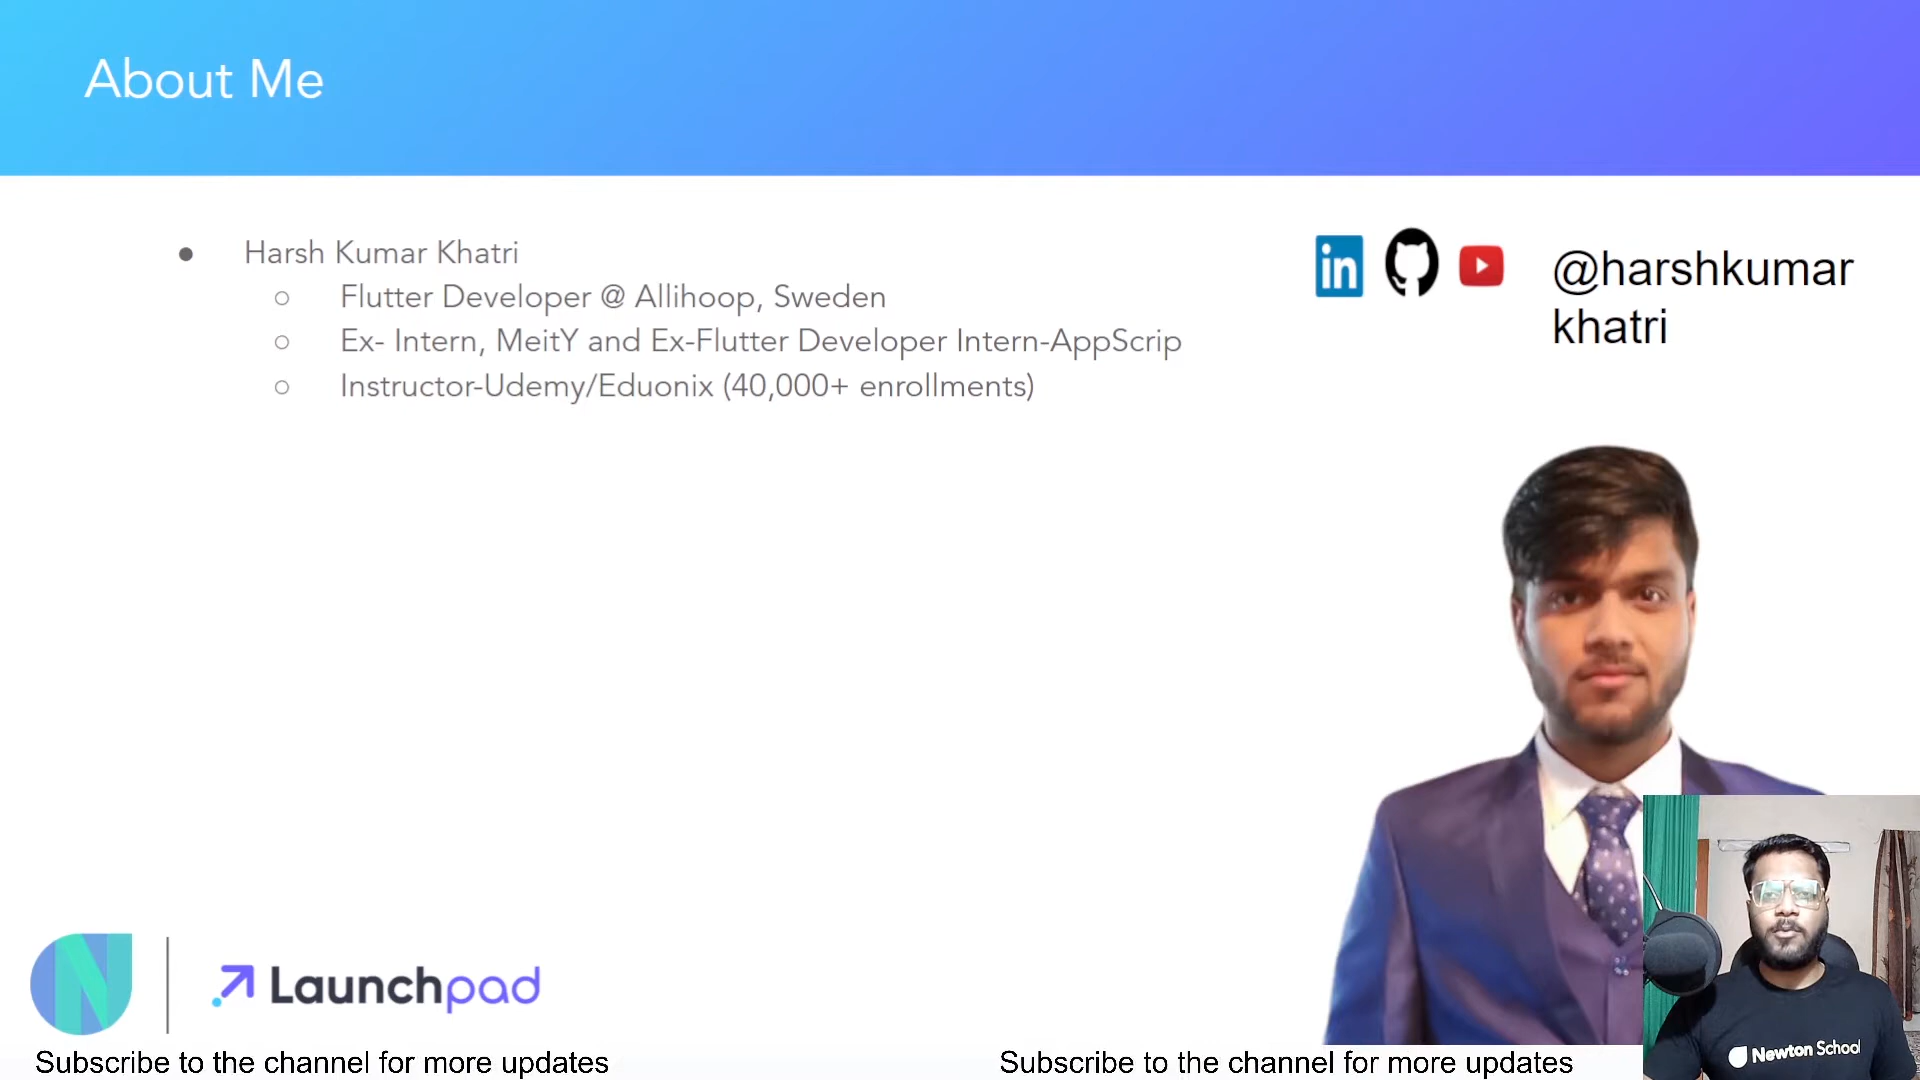 About Me
Harsh Kumar Khatri
Flutter Developer @ Allihoop, Sweden
Ex- Intern, MeitY and Ex-Flutter Developer Intern-AppScrip
Instructor-Udemy/Eduonix (40,000+ enrollments)
in
@harshkumar
khatri
N
Launchpad
Newton School
Subscribe to the channel for more updates
Subscribe to the channel for more updates